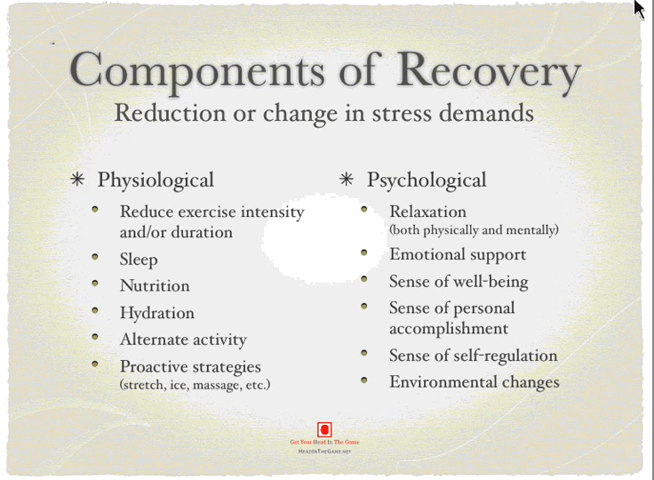 Components of Recovery
Reduction or change in stress demands
Physiological
Reduce exercise intensity
and/or duration
Sleep
Nutrition
Hydration
Alternate activity
Proactive strategies
(stretch, ice, massage, etc.)
Psychological
Relaxation
(both physically and mentally)
Emotional support
Sense of well-being
Sense of personal
accomplishment
Sense of self-regulation
Environmental changes
Get Your Head In The Game
HeadInTheGame.net